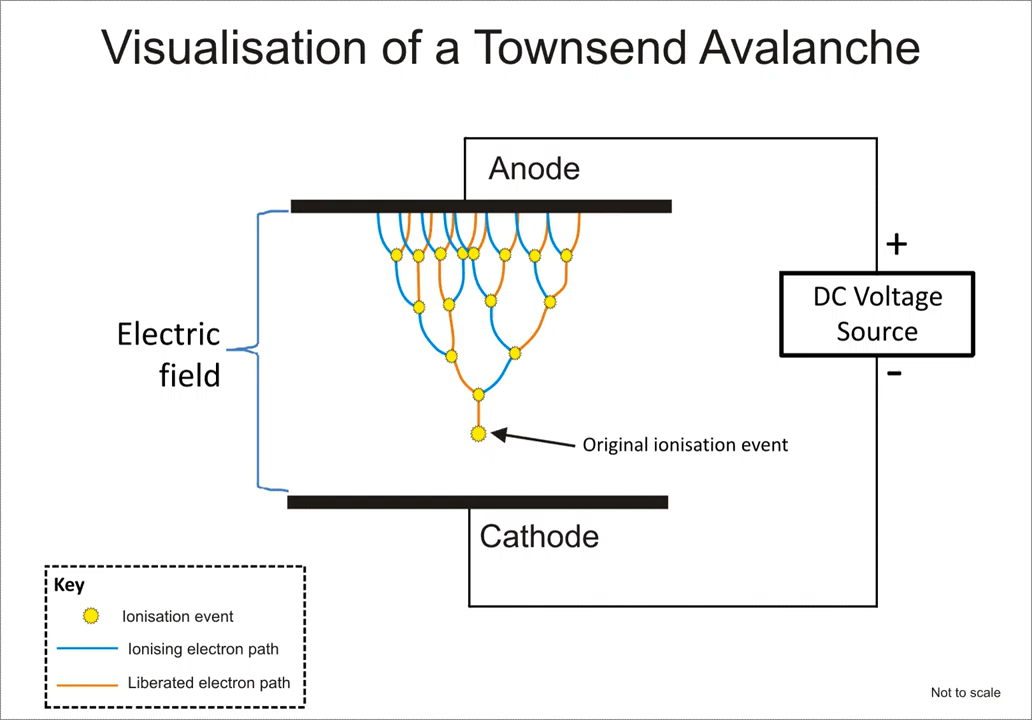 Visualisation of a Townsend Avalanche
Anode
+
DC Voltage
Source
-
Electric
field
Original ionisation event
Cathode
Key
Ionisation event
Ionising electron path
Liberated electron path
Not to scale